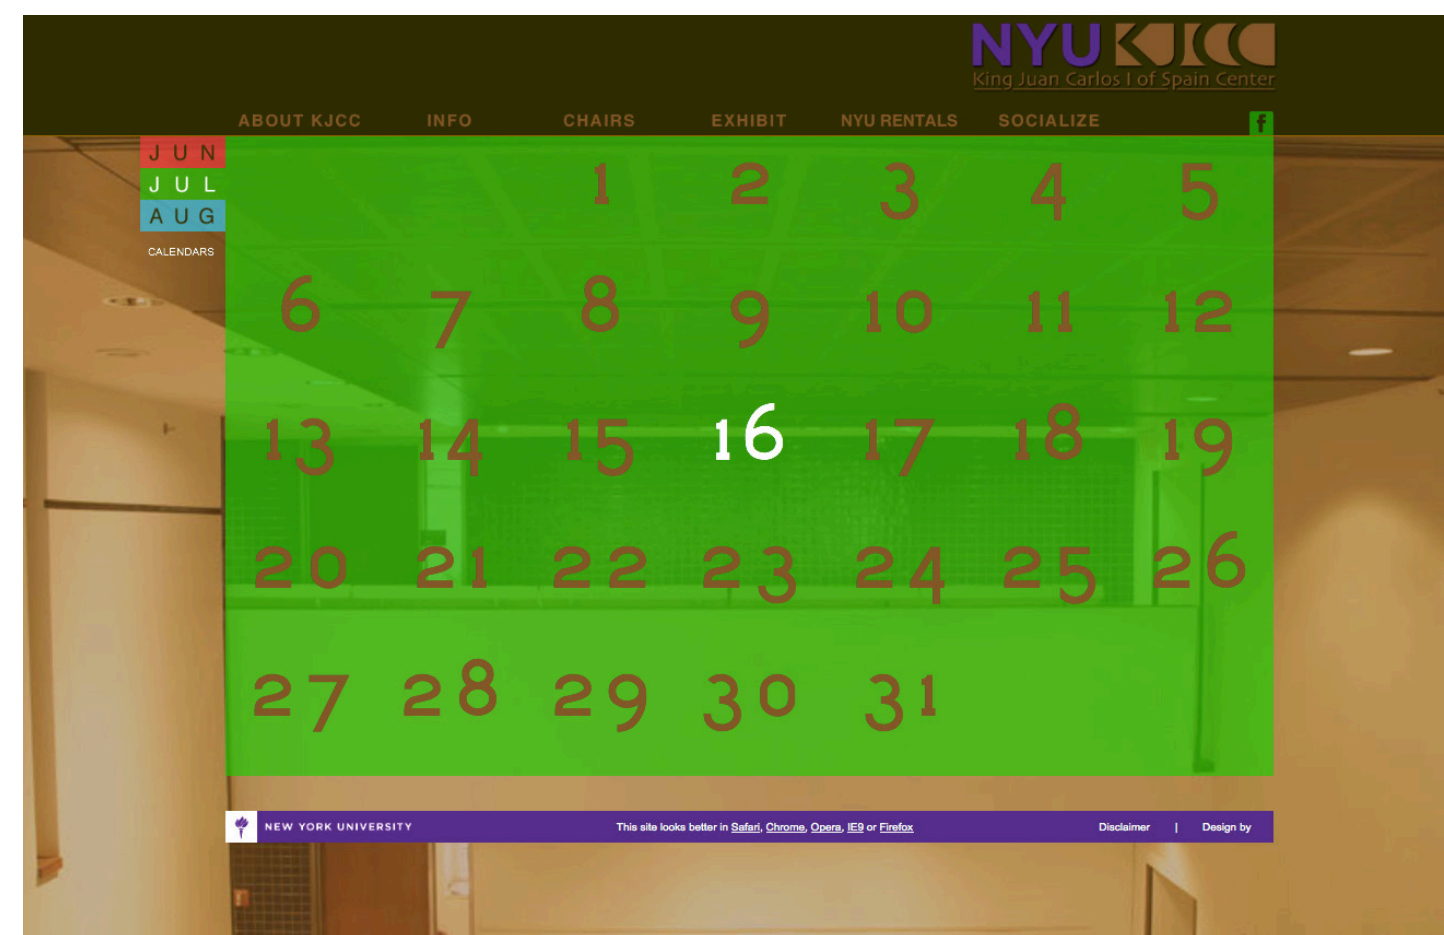 NYU KJCC
King Juan Carlos I of Spain Center
ABOUT KJCC INFO CHAIRS EXHIBIT NYU RENTALS SOCIALIZE f
JUN
JUL
AUG
CALENDARS
1 2 3 4 5
6 7 8 9 10 11 12
13 14 15 16 17 18 19
20 21 22 23 24 25 26
27 28 29 30 31
NEW YORK UNIVERSITY This site looks better in Safari, Chrome, Opera, IE9 or Firefox Disclaimer | Design by